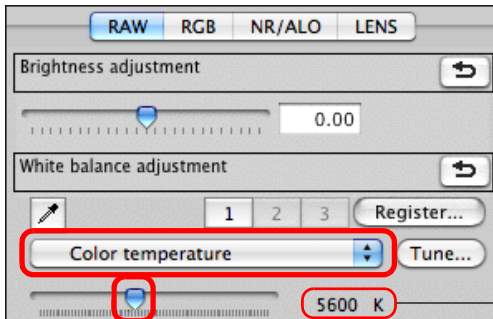 RAW RGB NR/ALO LENS
Brightness adjustment
0.00
White balance adjustment
1 2 3 Register...
Color temperature Tune...
5600 K